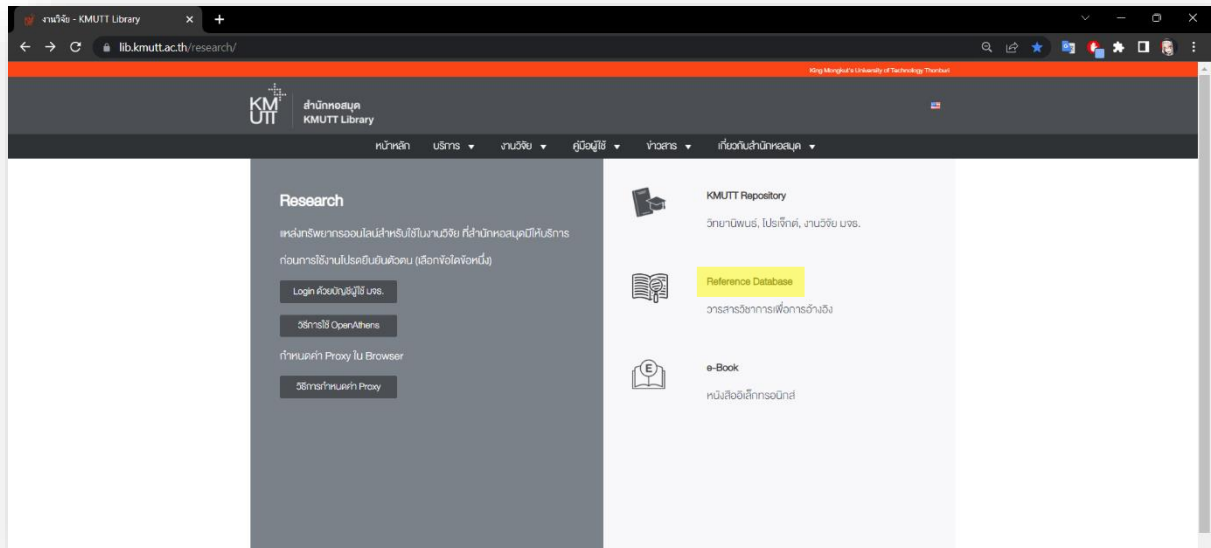 งานวิจัย - KMUTT Library
lib.kmutt.ac.th/research/
King Mongkut's University of Technology Thonburi
KMUTT
สำนักหอสมุด
KMUTT Library
หน้าหลัก บริการ งานวิจัย คู่มือผู้ใช้ ข่าวสาร เกี่ยวกับสำนักหอสมุด
Research
แหล่งทรัพยากรออนไลน์สำหรับใช้ในงานวิจัย ที่สำนักหอสมุดมีให้บริการ
ก่อนการใช้งานโปรดยืนยันตัวตน (เลือกข้อใดข้อหนึ่ง)
Login ด้วยบัญชีผู้ใช้ มจธ.
วิธีการใช้ OpenAthens
กำหนดค่า Proxy ใน Browser
วิธีการกำหนดค่า Proxy
KMUTT Repository
วิทยานิพนธ์, โปรเจ็กต์, งานวิจัย มจธ.
Reference Database
วารสารวิชาการเพื่อการอ้างอิง
E
e-Book
หนังสืออิเล็กทรอนิกส์